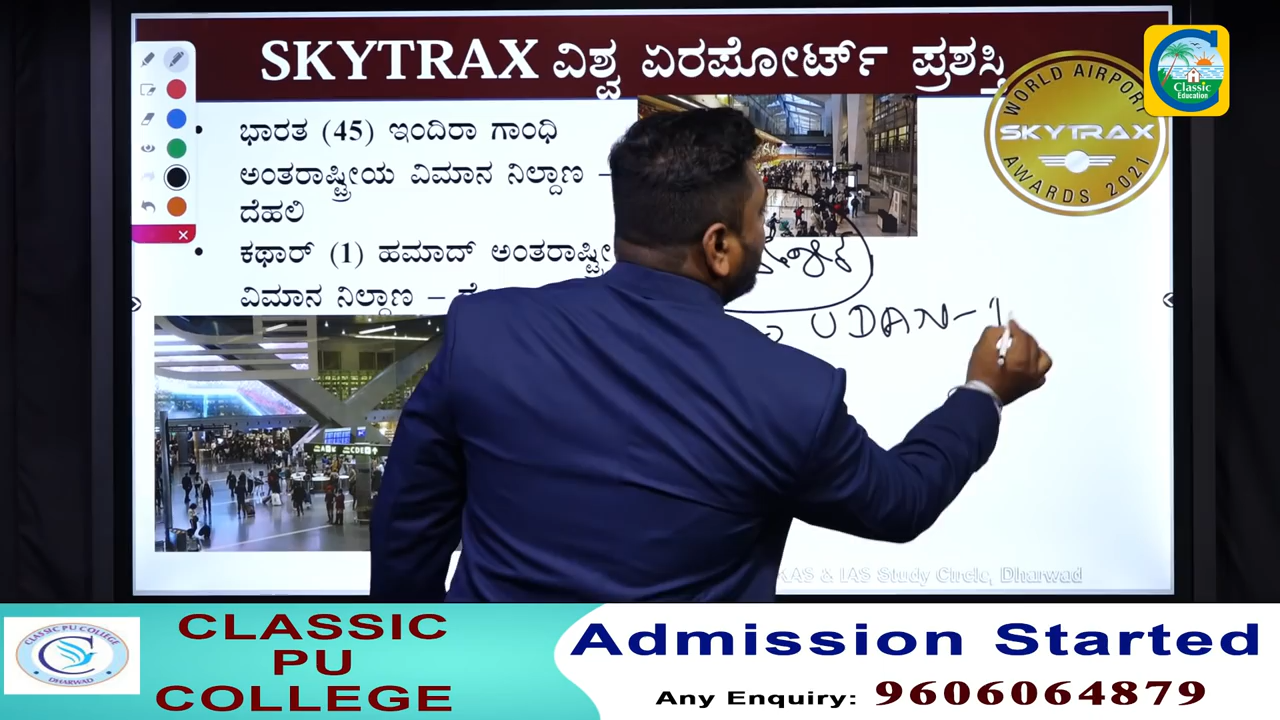 SKYTRAX ವಿಶ್ವ ಏರಪೋರ್ಟ್ ಪ್ರಶಸ್ತಿ
• ಭಾರತ (45) ಇಂದಿರಾ ಗಾಂಧಿ
ಅಂತರಾಷ್ಟ್ರೀಯ ವಿಮಾನ ನಿಲ್ದಾಣ –
ದೆಹಲಿ
• ಕಥಾರ್ (1) ಹಮಾದ್ ಅಂತರಾಷ್ಟ್ರೀ
ವಿಮಾನ ನಿಲ್ದಾಣ –
UDAN-1
WORLD AIRPORT
SKYTRAX
AWARDS 2021
Classic
Education
KAS & IAS Study Circle, Dharwad
CLASSIC PU COLLEGE
DHARWAD
CLASSIC
PU
COLLEGE
Admission Started
Any Enquiry: 9606064879